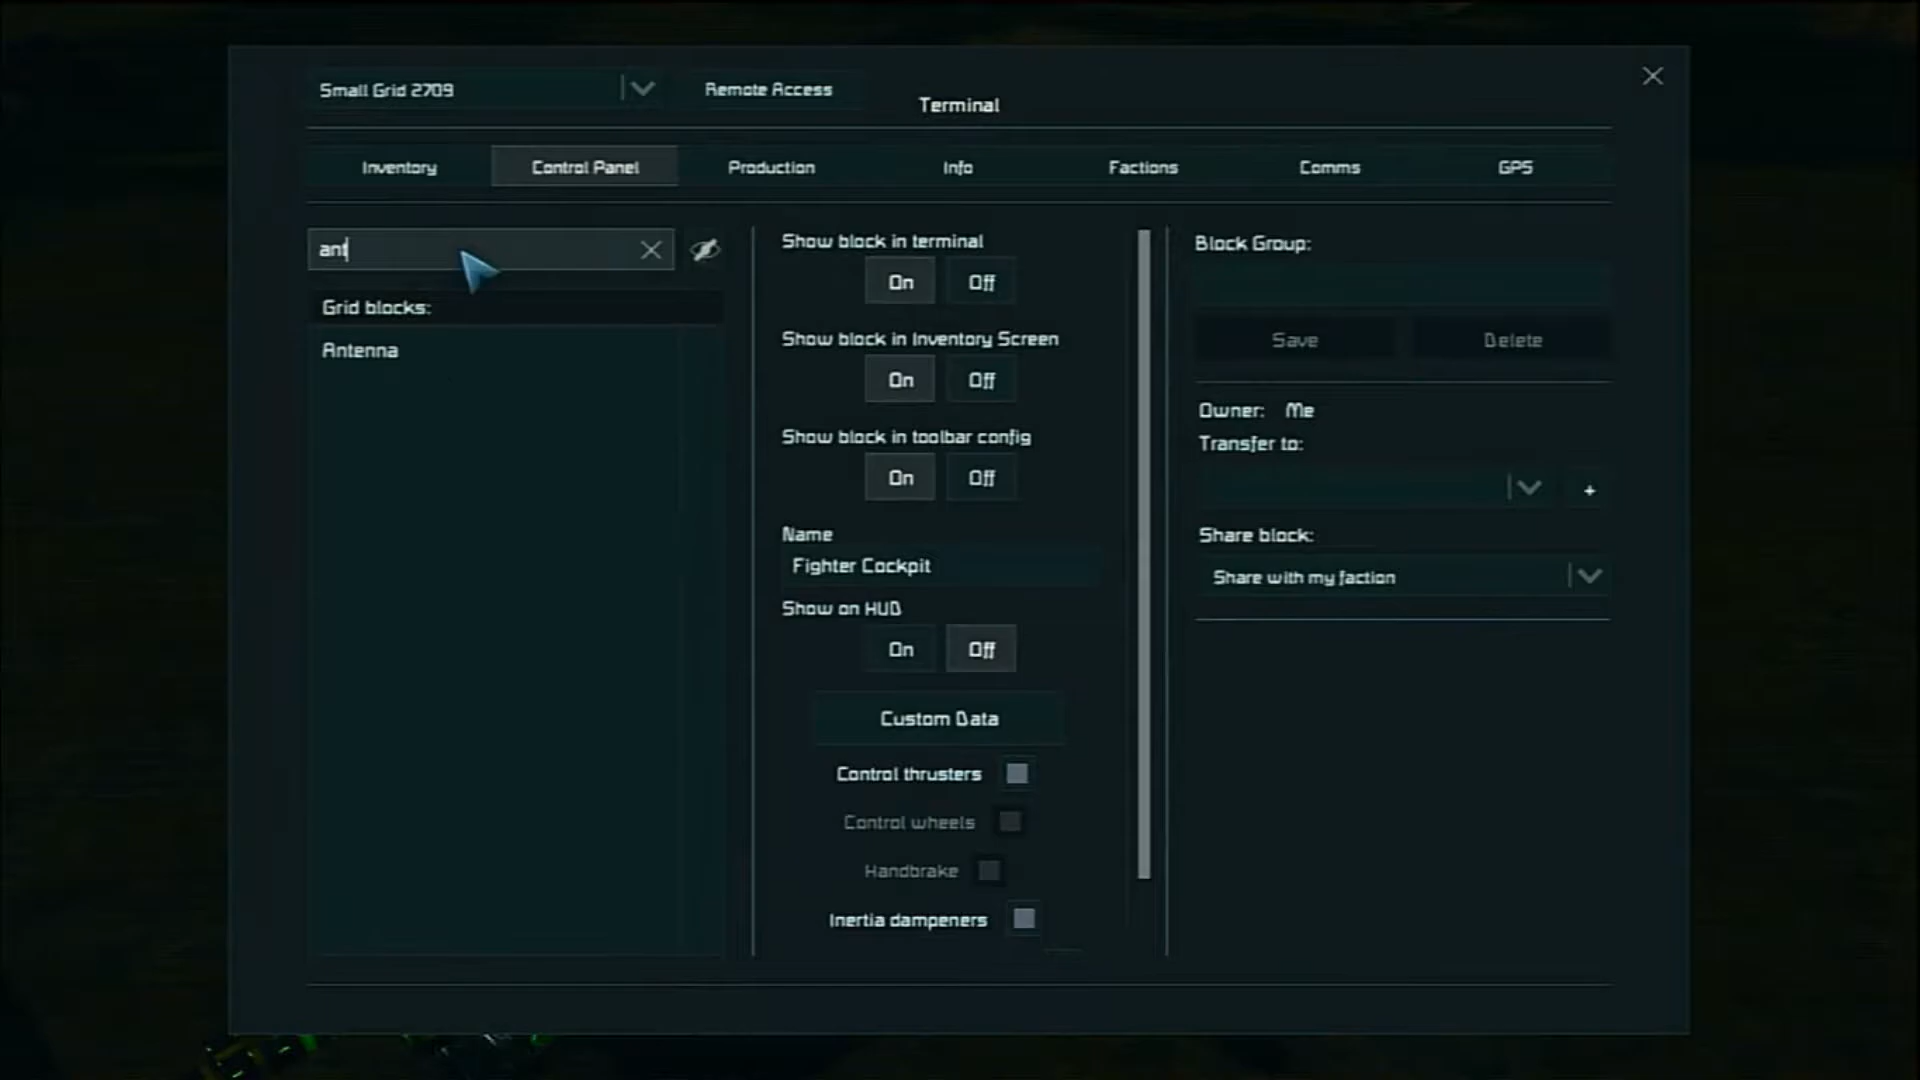 Small Grid 2709
Remote Access
Terminal
Inventory
Control Panel
Production
Info
Factions
Comms
GPS
ant
Grid blocks:
Antenna
Show block in terminal
On Off
Show block in Inventory Screen
On Off
Show block in toolbar config
On Off
Name
Fighter Cockpit
Show on HUD
On Off
Custom Data
Control thrusters
Control wheels
Handbrake
Inertia dampeners
Block Group:
Save Delete
Owner: Me
Transfer to:
+
Share block:
Share with my faction